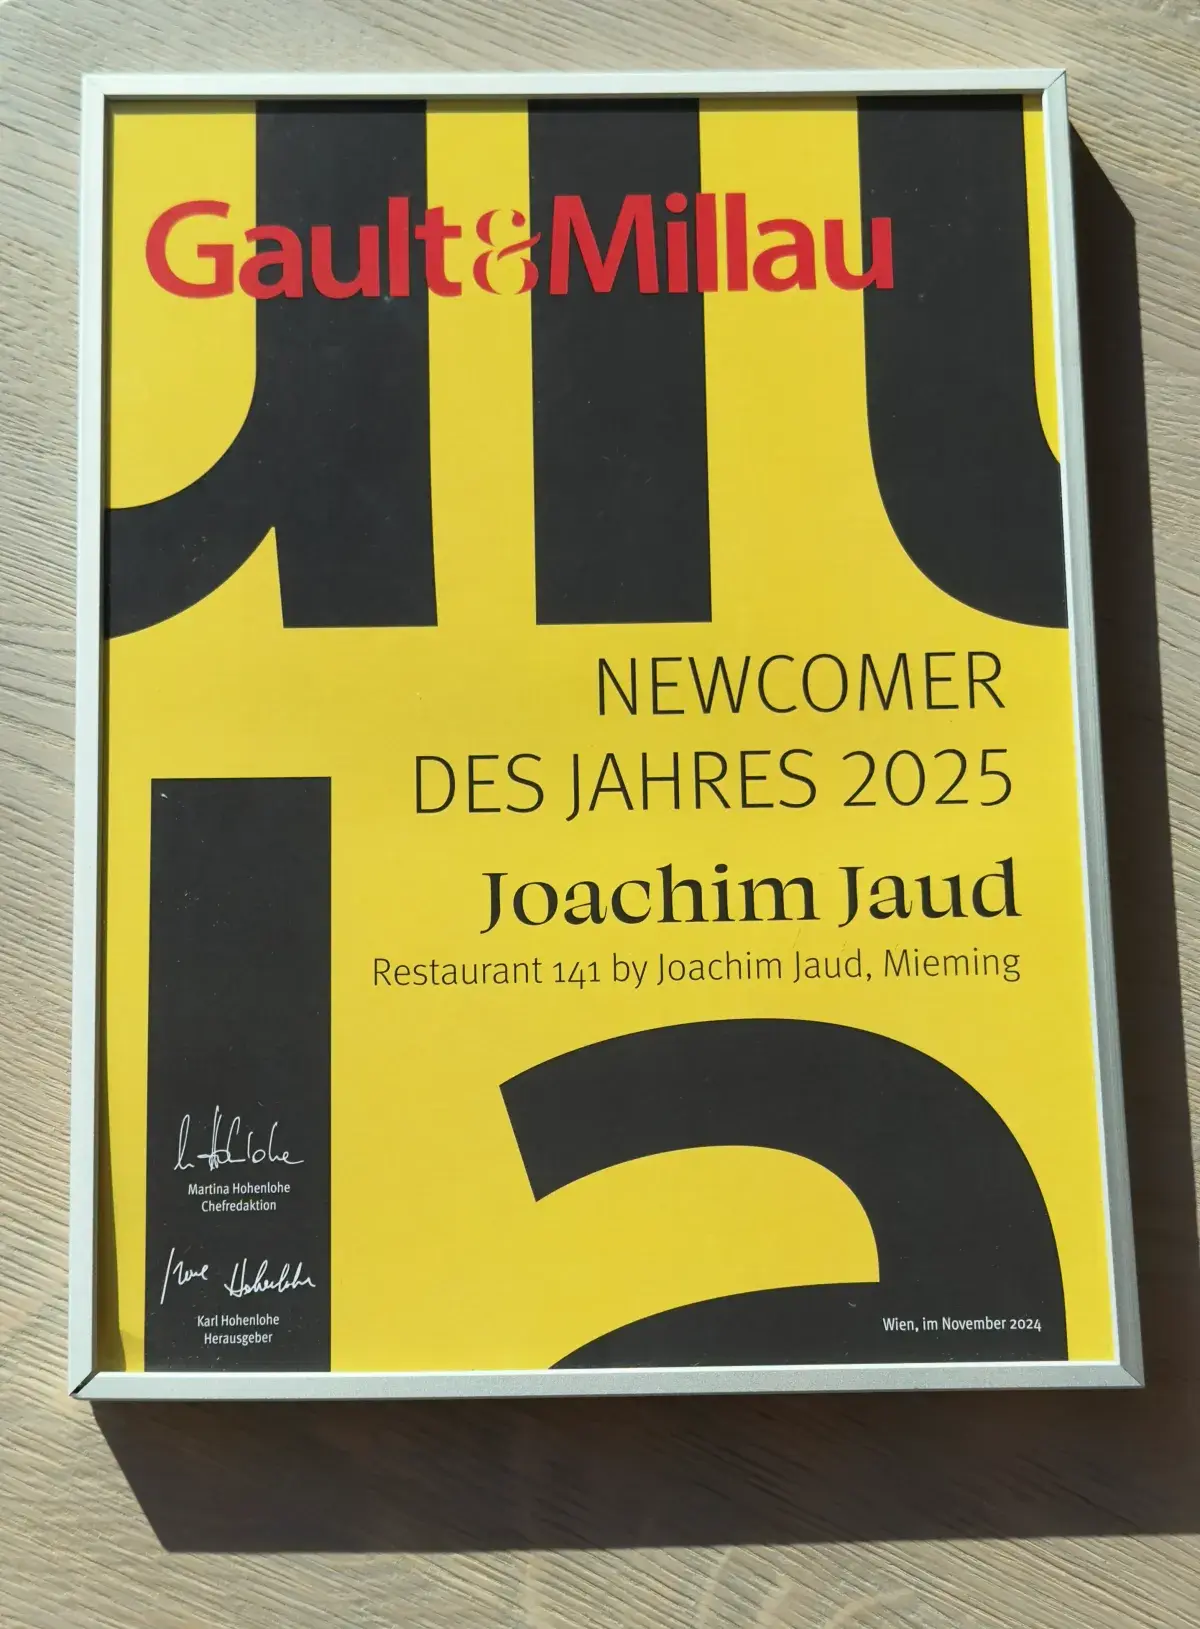 Gault&Millau
NEWCOMER
DES JAHRES 2025
Joachim Jaud
Restaurant 141 by Joachim Jaud, Mieming
Martina Hohenlohe
Chefredaktion
Karl Hohenlohe
Herausgeber
Wien, im November 2024